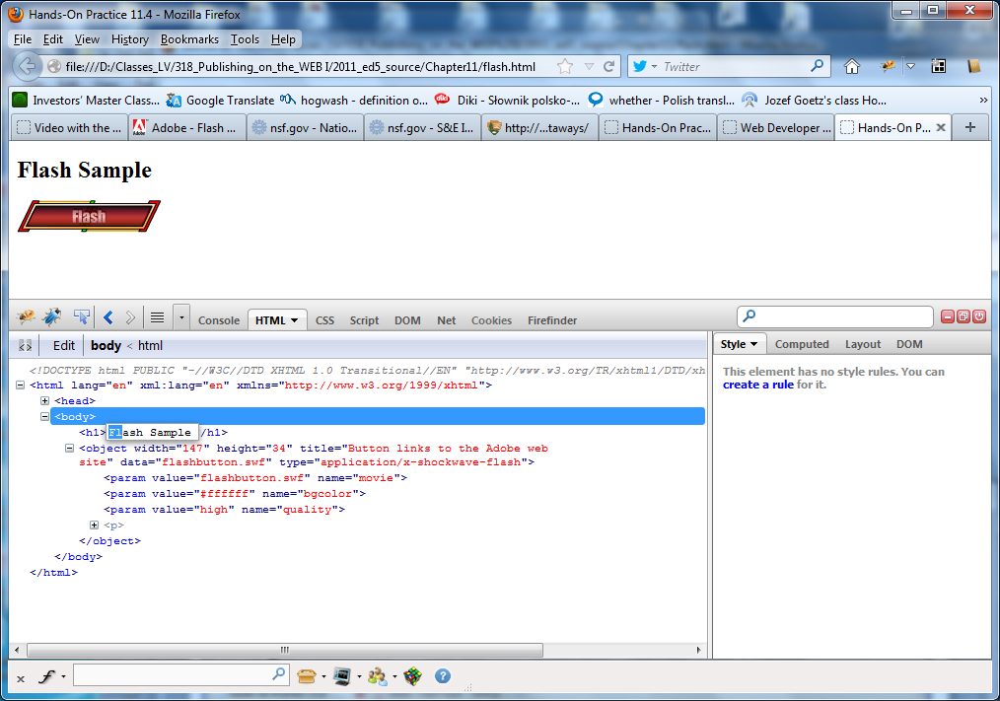 Hands-On Practice 11.4 - Mozilla Firefox
File Edit View History Bookmarks Tools Help
file:///D:/Classes_LV/318_Publishing_on_the_WEB I/2011_ed5_source/Chapter11/flash.html Twitter
Investors' Master Class... Google Translate hogwash - definition o... Diki - Słownik polsko-... whether - Polish transl... Jozef Goetz's class Ho... »
Video with the ... Adobe - Flash ... nsf.gov - Natio... nsf.gov - S&E I... http://...taways/ Hands-On Prac... Web Developer ... Hands-On P...
Flash Sample
Flash
Console HTML CSS Script DOM Net Cookies Firefinder
Edit body < html
Style Computed Layout DOM
<!DOCTYPE html PUBLIC "-//W3C//DTD XHTML 1.0 Transitional//EN" "http://www.w3.org/TR/xhtml1/DTD/xh
<html lang="en" xml:lang="en" xmlns="http://www.w3.org/1999/xhtml">
<head>
<body>
<h1>Flash Sample /h1>
<object width="147" height="34" title="Button links to the Adobe web
site" data="flashbutton.swf" type="application/x-shockwave-flash">
<param value="flashbutton.swf" name="movie">
<param value="#ffffff" name="bgcolor">
<param value="high" name="quality">
<p>
</object>
</body>
</html>
This element has no style rules. You can
create a rule for it.